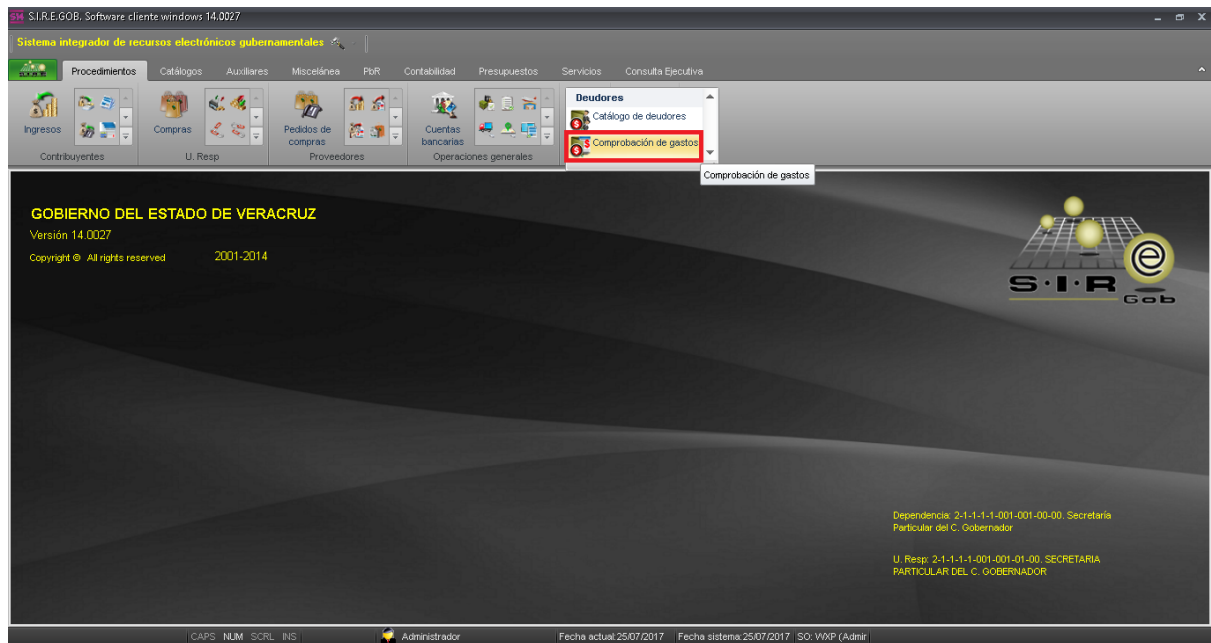 S.I.R.E.GOB. Software cliente windows 14.0027
Sistema integrador de recursos electrónicos gubernamentales
Procedimientos Catálogos Auxiliares Miscelánea PbR Contabilidad Presupuestos Servicios Consulta Ejecutiva
Ingresos
Contribuyentes
Compras
U. Resp
Pedidos de
compras
Proveedores
Cuentas
bancarias
Operaciones generales
Deudores
Catálogo de deudores
Comprobación de gastos
Comprobación de gastos
GOBIERNO DEL ESTADO DE VERACRUZ
Versión 14.0027
Copyright © All rights reserved 2001-2014
S·I·R e
Gob
Dependencia: 2-1-1-1-1-001-001-00-00. Secretaría
Particular del C. Gobernador
U. Resp: 2-1-1-1-1-001-001-01-00. SECRETARIA
PARTICULAR DEL C. GOBERNADOR
CAPS NUM SCRL INS Administrador Fecha actual:25/07/2017 Fecha sistema:25/07/2017 SO: WXP (Admir